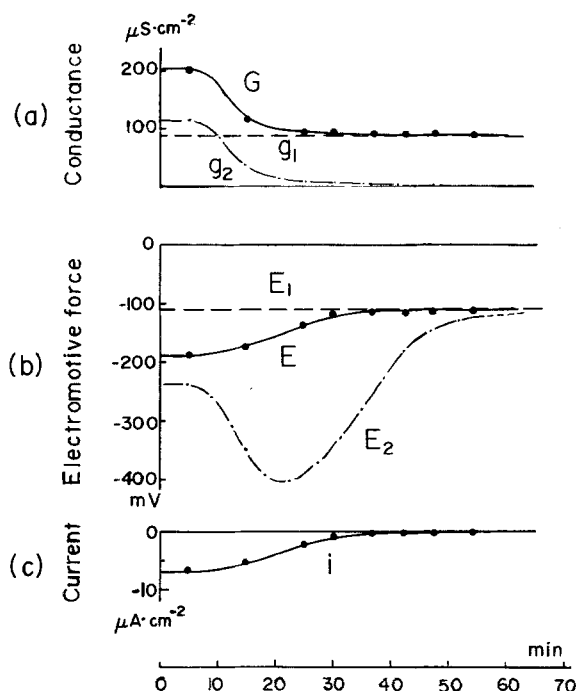 μS·cm⁻²
(a)
Conductance
200
100
G
g₁
g₂
(b)
Electromotive force
0
-100
-200
-300
-400
mV
E₁
E
E₂
(c)
Current
0
-10
μA·cm⁻²
i
min
0 10 20 30 40 50 60 70